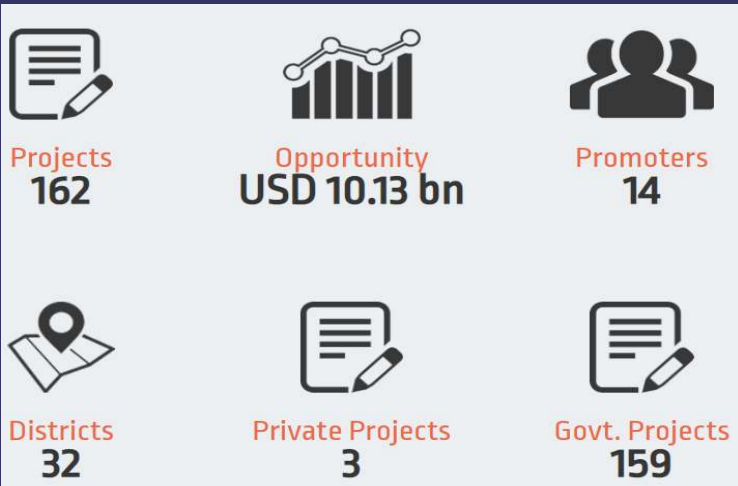 Projects
162
Opportunity
USD 10.13 bn
Promoters
14
Districts
32
Private Projects
3
Govt. Projects
159